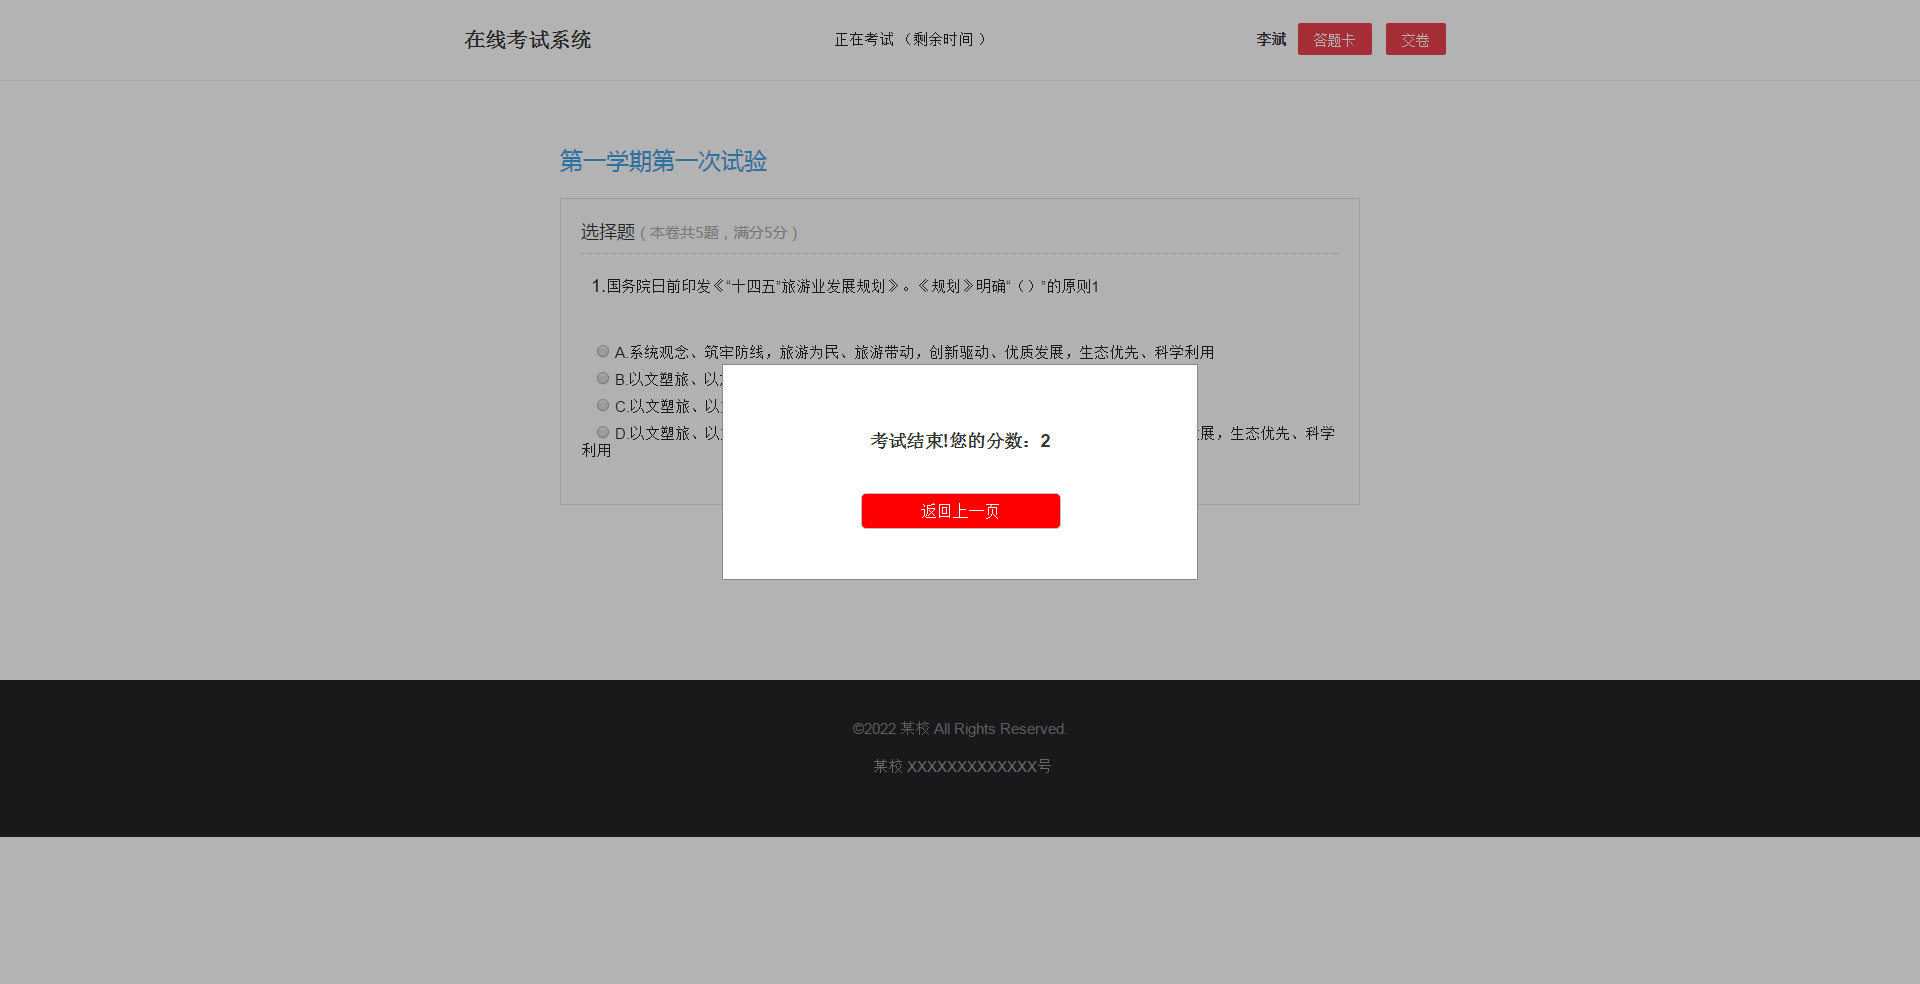 在线考试系统
正在考试 （剩余时间 ）
李斌
答题卡
交卷
第一学期第一次试验
选择题 ( 本卷共5题，满分5分 )
1.国务院日前印发《“十四五”旅游业发展规划》。《规划》明确“（）”的原则1
A.系统观念、筑牢防线，旅游为民、旅游带动，创新驱动、优质发展，生态优先、科学利用
B.以文塑旅、以
C.以文塑旅、以
D.以文塑旅、以
展，生态优先、科学
利用
考试结束!您的分数：2
返回上一页
©2022 某校 All Rights Reserved.
某校 XXXXXXXXXXXXX号